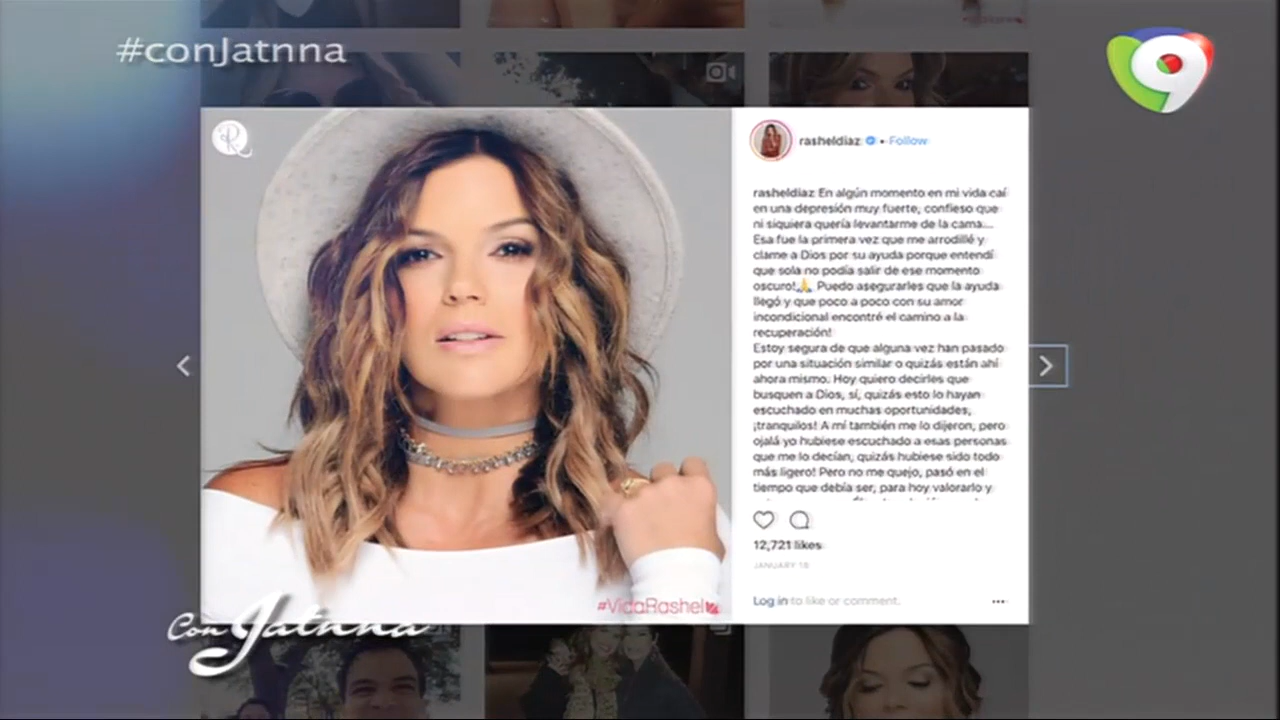 #conJatnna
9
R
rasheldiaz • Follow
rasheldiaz En algún momento en mi vida caí
en una depresión muy fuerte, confieso que
ni siquiera quería levantarme de la cama...
Esa fue la primera vez que me arrodillé y
clame a Dios por su ayuda porque entendí
que sola no podía salir de ese momento
oscuro!🙏 Puedo asegurarles que la ayuda
llegó y que poco a poco con su amor
incondicional encontré el camino a la
recuperación!
Estoy segura de que alguna vez han pasado
por una situación similar o quizás están ahí
ahora mismo. Hoy quiero decirles que
busquen a Dios, sí, quizás esto lo hayan
escuchado en muchas oportunidades,
¡tranquilos! A mí también me lo dijeron, pero
ojalá yo hubiese escuchado a esas personas
que me lo decían, quizás hubiese sido todo
más ligero! Pero no me quejo, pasó en el
tiempo que debía ser, para hoy valorarlo y
12,721 likes
JANUARY 18
Log in to like or comment.
#VidaRashel
Con Jatnna